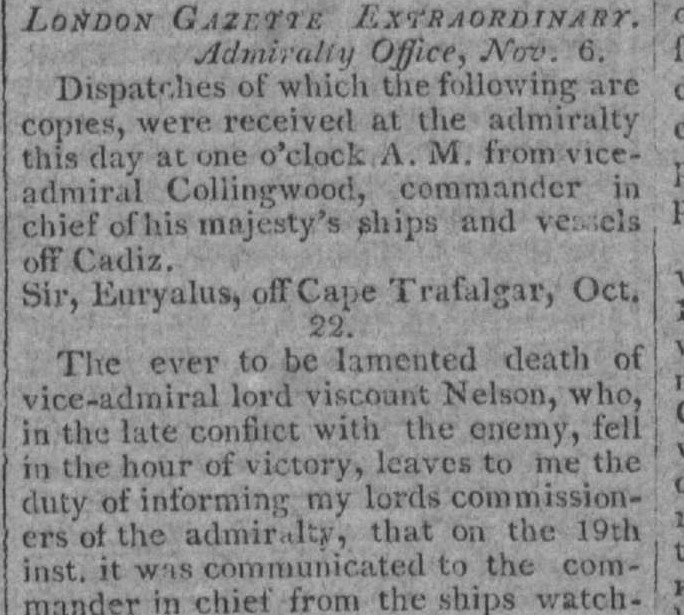 LONDON GAZETTE EXTRAORDINARY.
Admiralty Office, Nov. 6.
Dispatches of which the following are
copies, were received at the admiralty
this day at one o'clock A. M. from vice-
admiral Collingwood, commander in
chief of his majesty's ships and vessels
off Cadiz.
Sir, Euryalus, off Cape Trafalgar, Oct.
22.
The ever to be lamented death of
vice-admiral lord viscount Nelson, who,
in the late conflict with the enemy, fell
in the hour of victory, leaves to me the
duty of informing my lords commission-
ers of the admiralty, that on the 19th
inst. it was communicated to the com-
mander in chief from the ships watch-